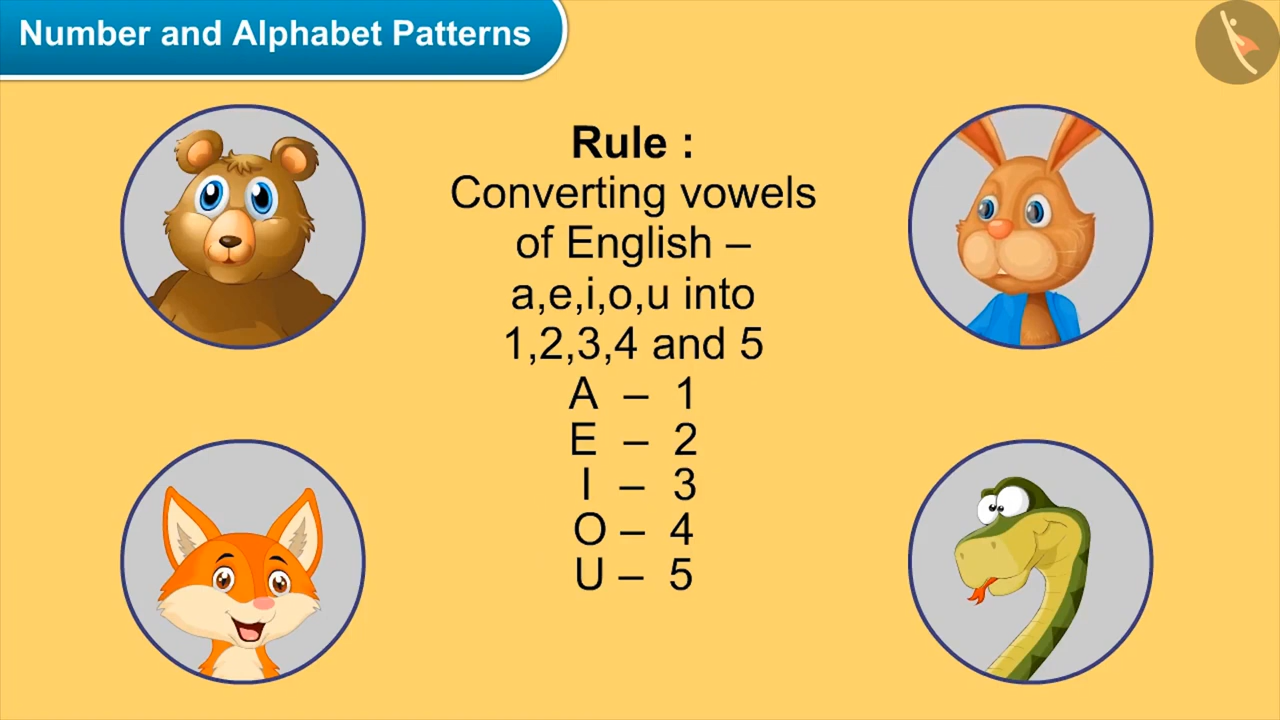 Number and Alphabet Patterns
Rule :
Converting vowels
of English –
a,e,i,o,u into
1,2,3,4 and 5
A – 1
E – 2
I – 3
O – 4
U – 5